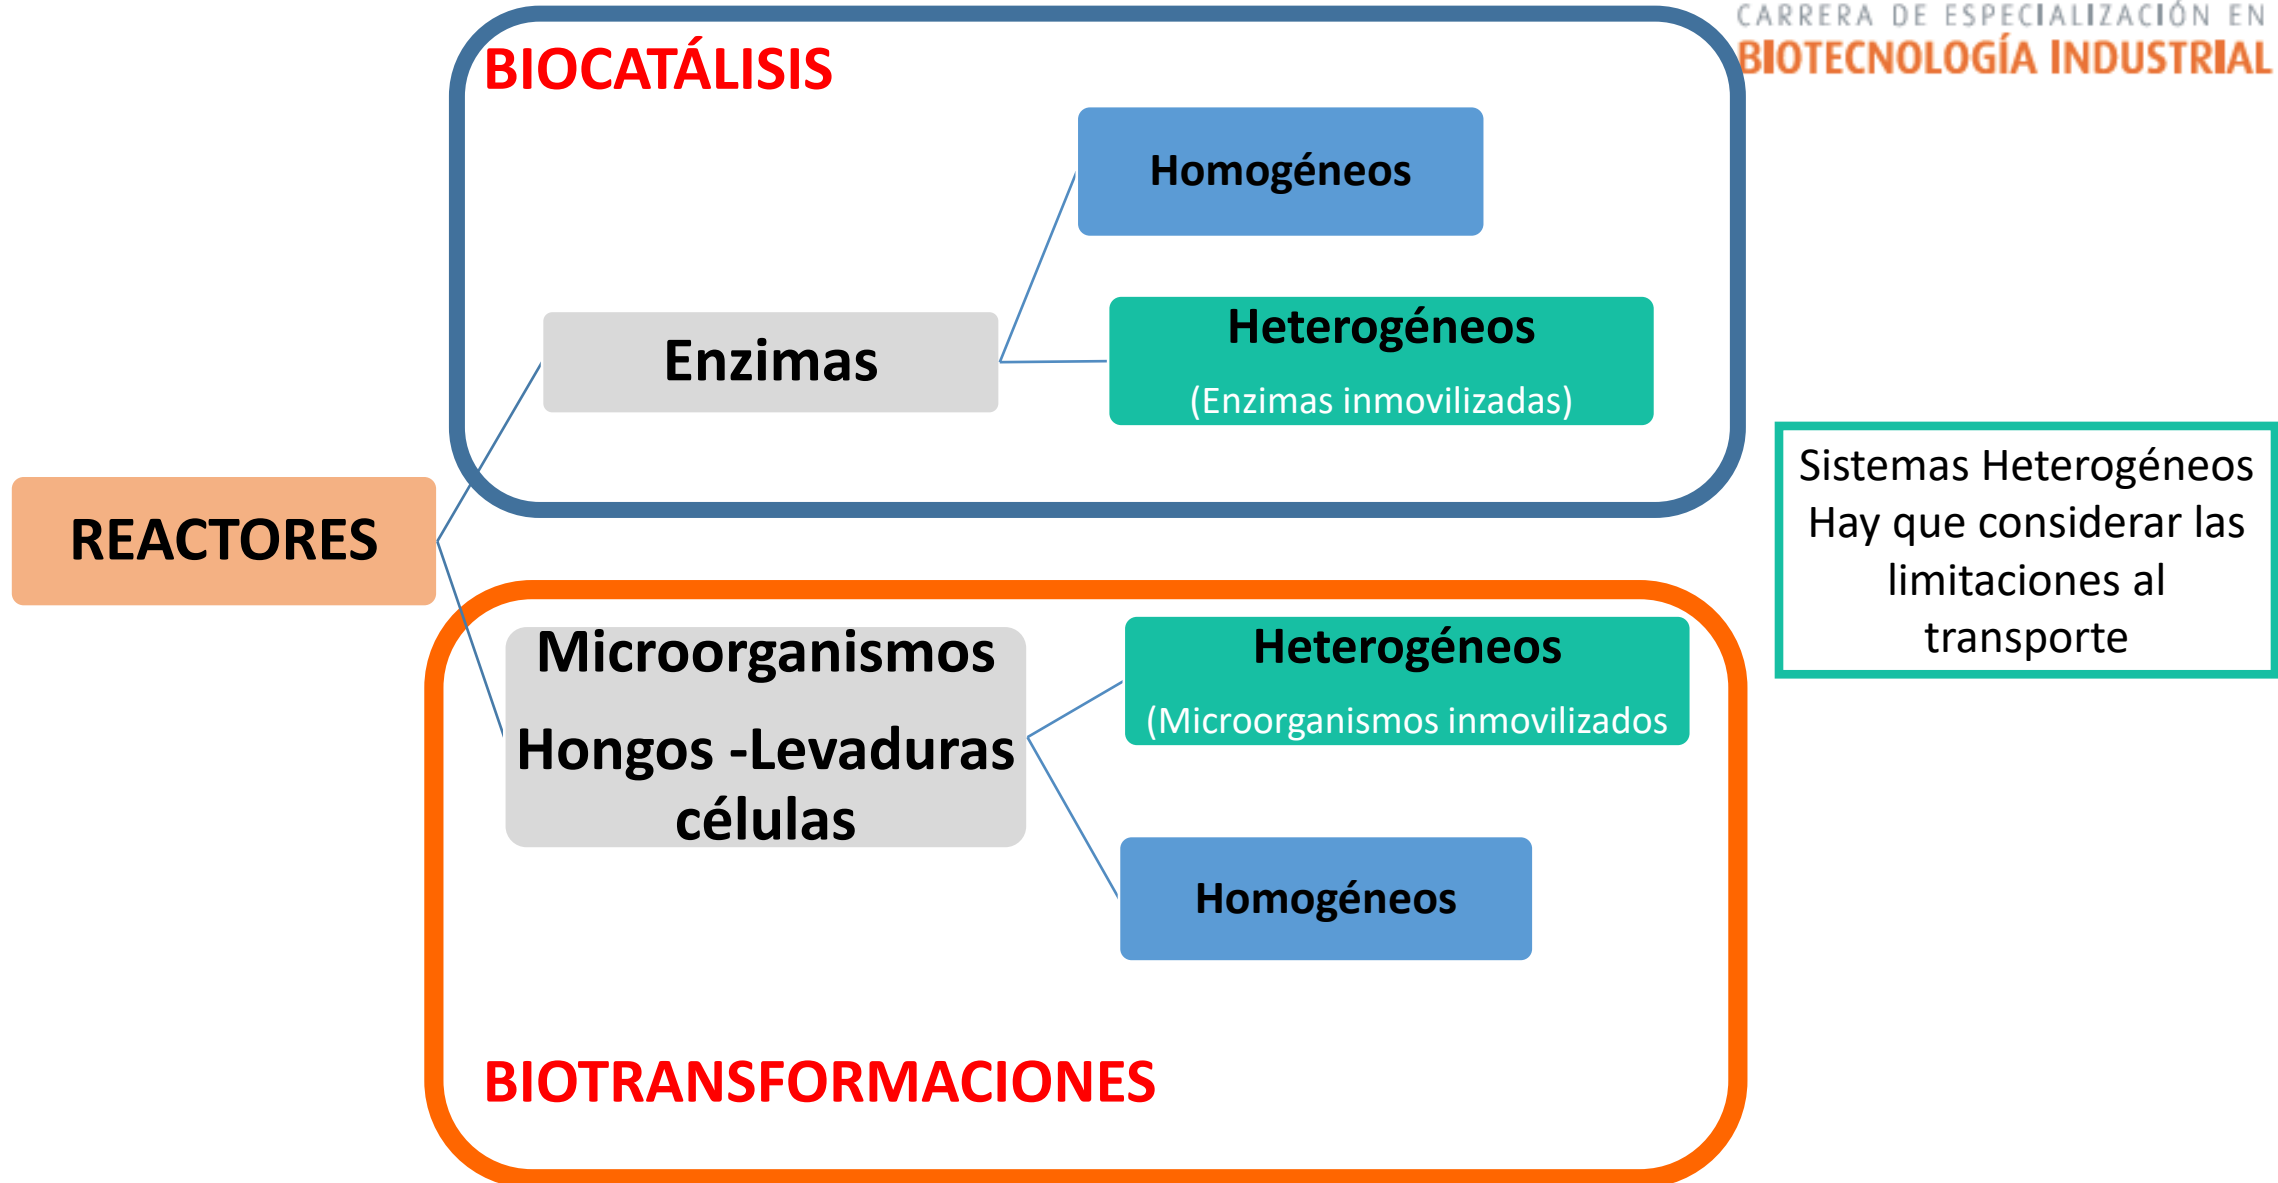 CARRERA DE ESPECIALIZACIÓN EN
BIOTECNOLOGÍA INDUSTRIAL
BIOCATÁLISIS
Homogéneos
Enzimas
Heterogéneos
(Enzimas inmovilizadas)
REACTORES
Sistemas Heterogéneos
Hay que considerar las
limitaciones al
transporte
Microorganismos
Hongos -Levaduras
células
Heterogéneos
(Microorganismos inmovilizados
Homogéneos
BIOTRANSFORMACIONES